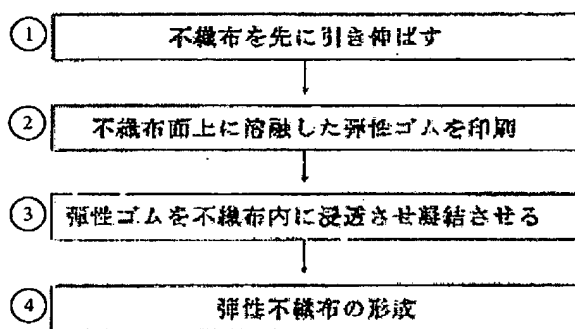 ① 不織布を先に引き伸ばす
② 不織布面上に溶融した弾性ゴムを印刷
③ 弾性ゴムを不織布内に浸透させ凝結させる
④ 弾性不織布の形成